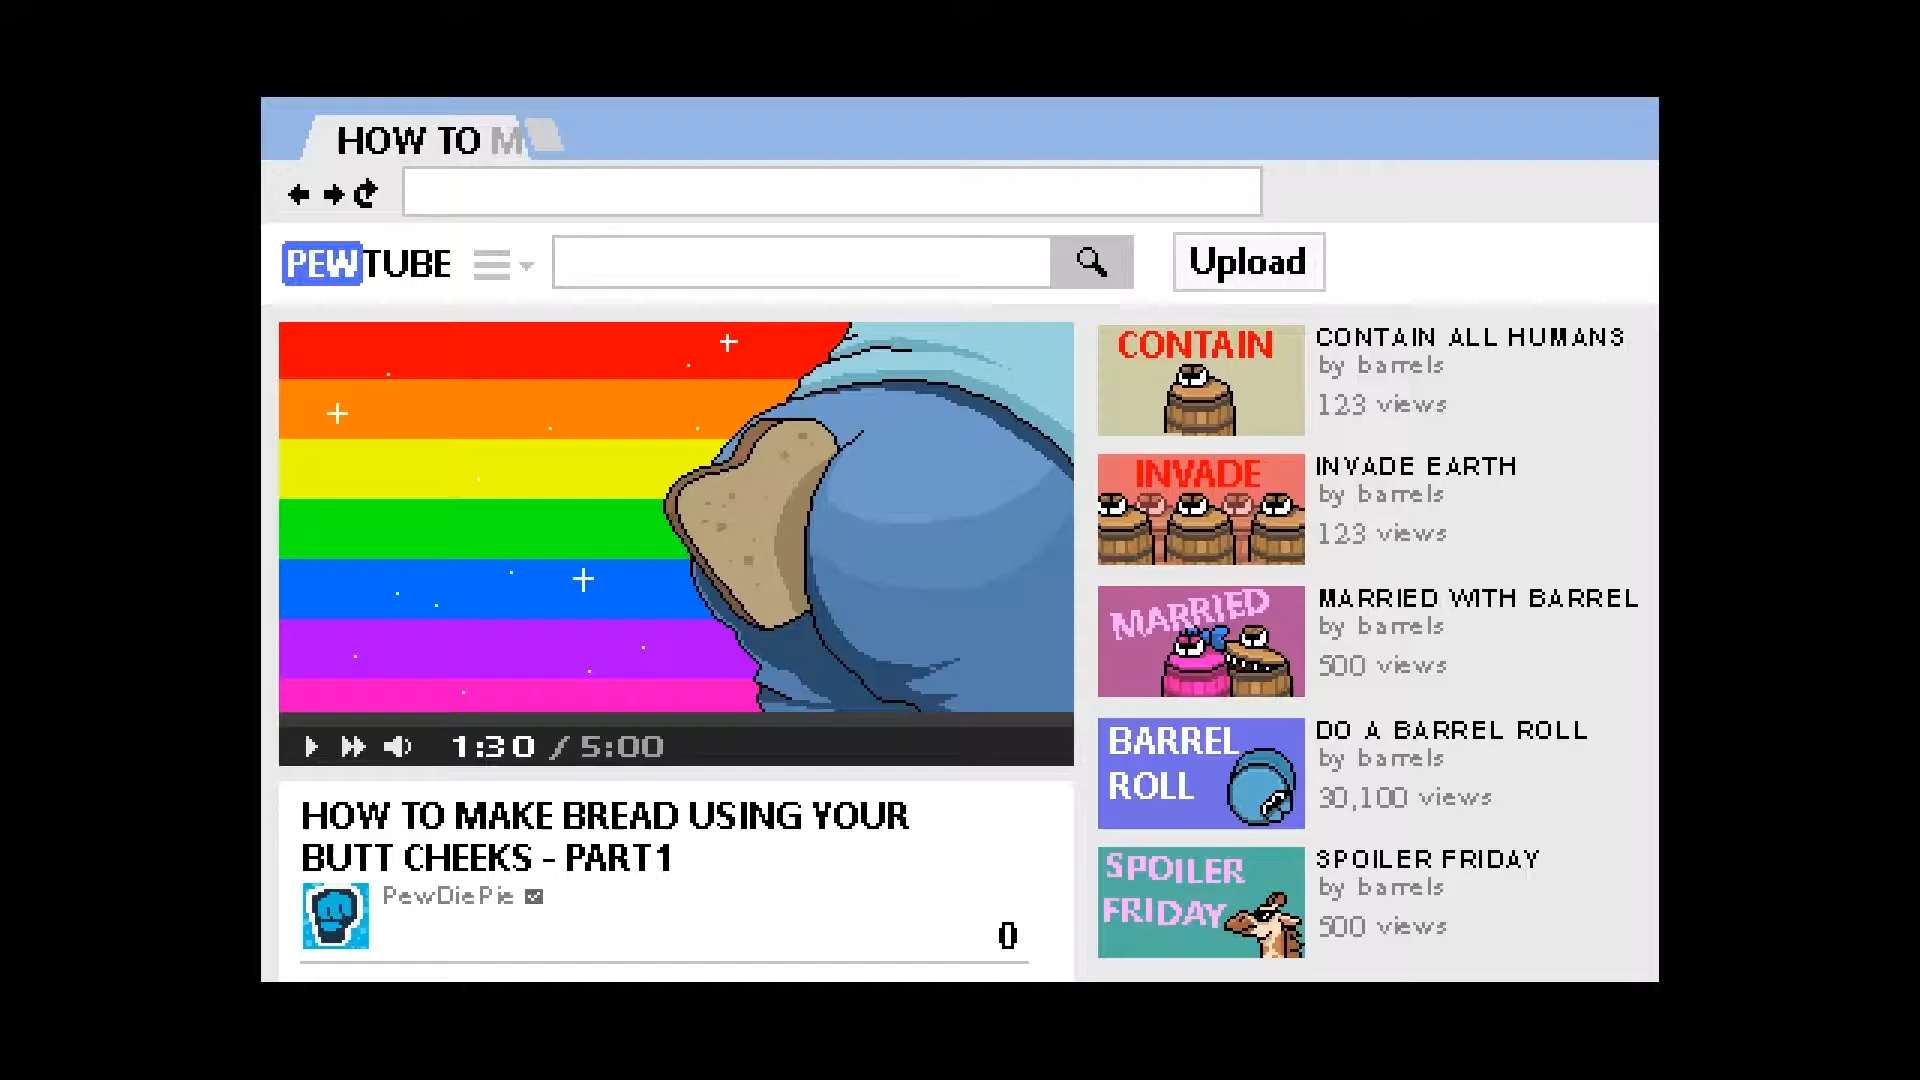 HOW TO M
PEWTUBE
Upload
1:30 / 5:00
HOW TO MAKE BREAD USING YOUR
BUTT CHEEKS - PART1
PewDiePie
0
CONTAIN
CONTAIN ALL HUMANS
by barrels
123 views
INVADE
INVADE EARTH
by barrels
123 views
MARRIED
MARRIED WITH BARREL
by barrels
500 views
BARREL
ROLL
DO A BARREL ROLL
by barrels
30,100 views
SPOILER
FRIDAY
SPOILER FRIDAY
by barrels
500 views